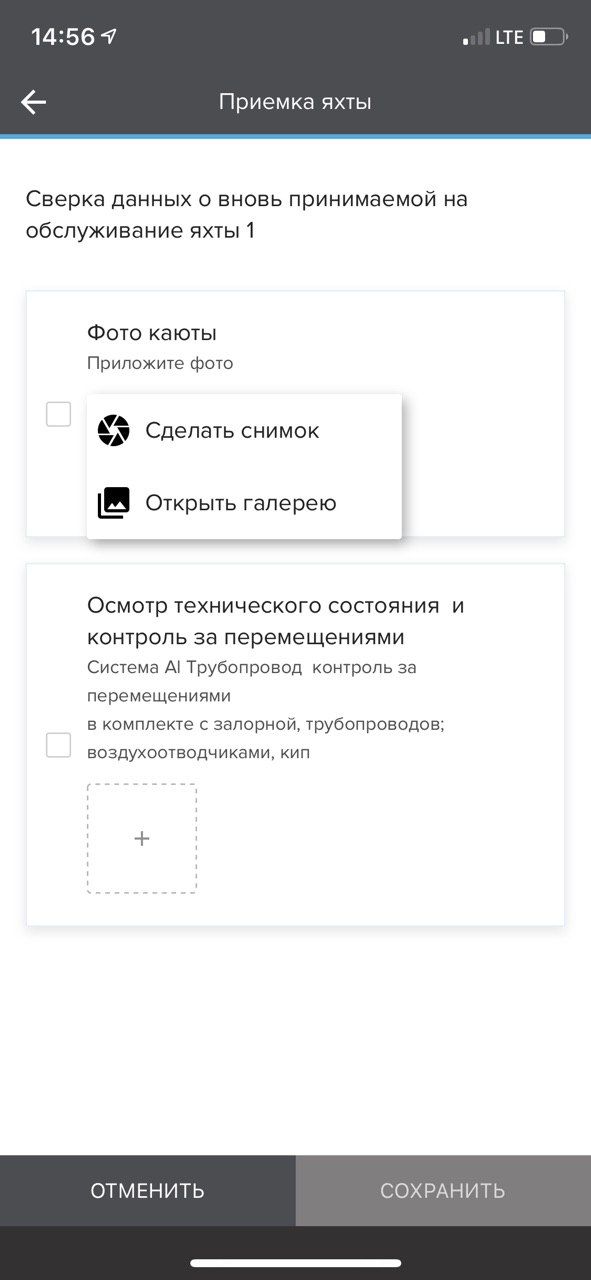 14:56
LTE
Приемка яхты
Сверка данных о вновь принимаемой на
обслуживание яхты 1
Фото каюты
Приложите фото
Сделать снимок
Открыть галерею
Осмотр технического состояния  и
контроль за перемещениями
Система AI Трубопровод  контроль за
перемещениями
в комплекте с залорной, трубопроводов;
воздухоотводчиками, кип
+
ОТМЕНИТЬ
СОХРАНИТЬ